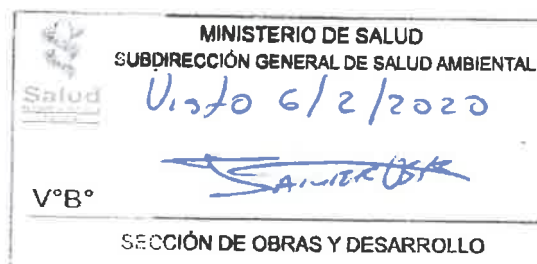 MINISTERIO DE SALUD
SUBDIRECCIÓN GENERAL DE SALUD AMBIENTAL
Salud
Visto 6/2/2020
V°B°
SECCIÓN DE OBRAS Y DESARROLLO